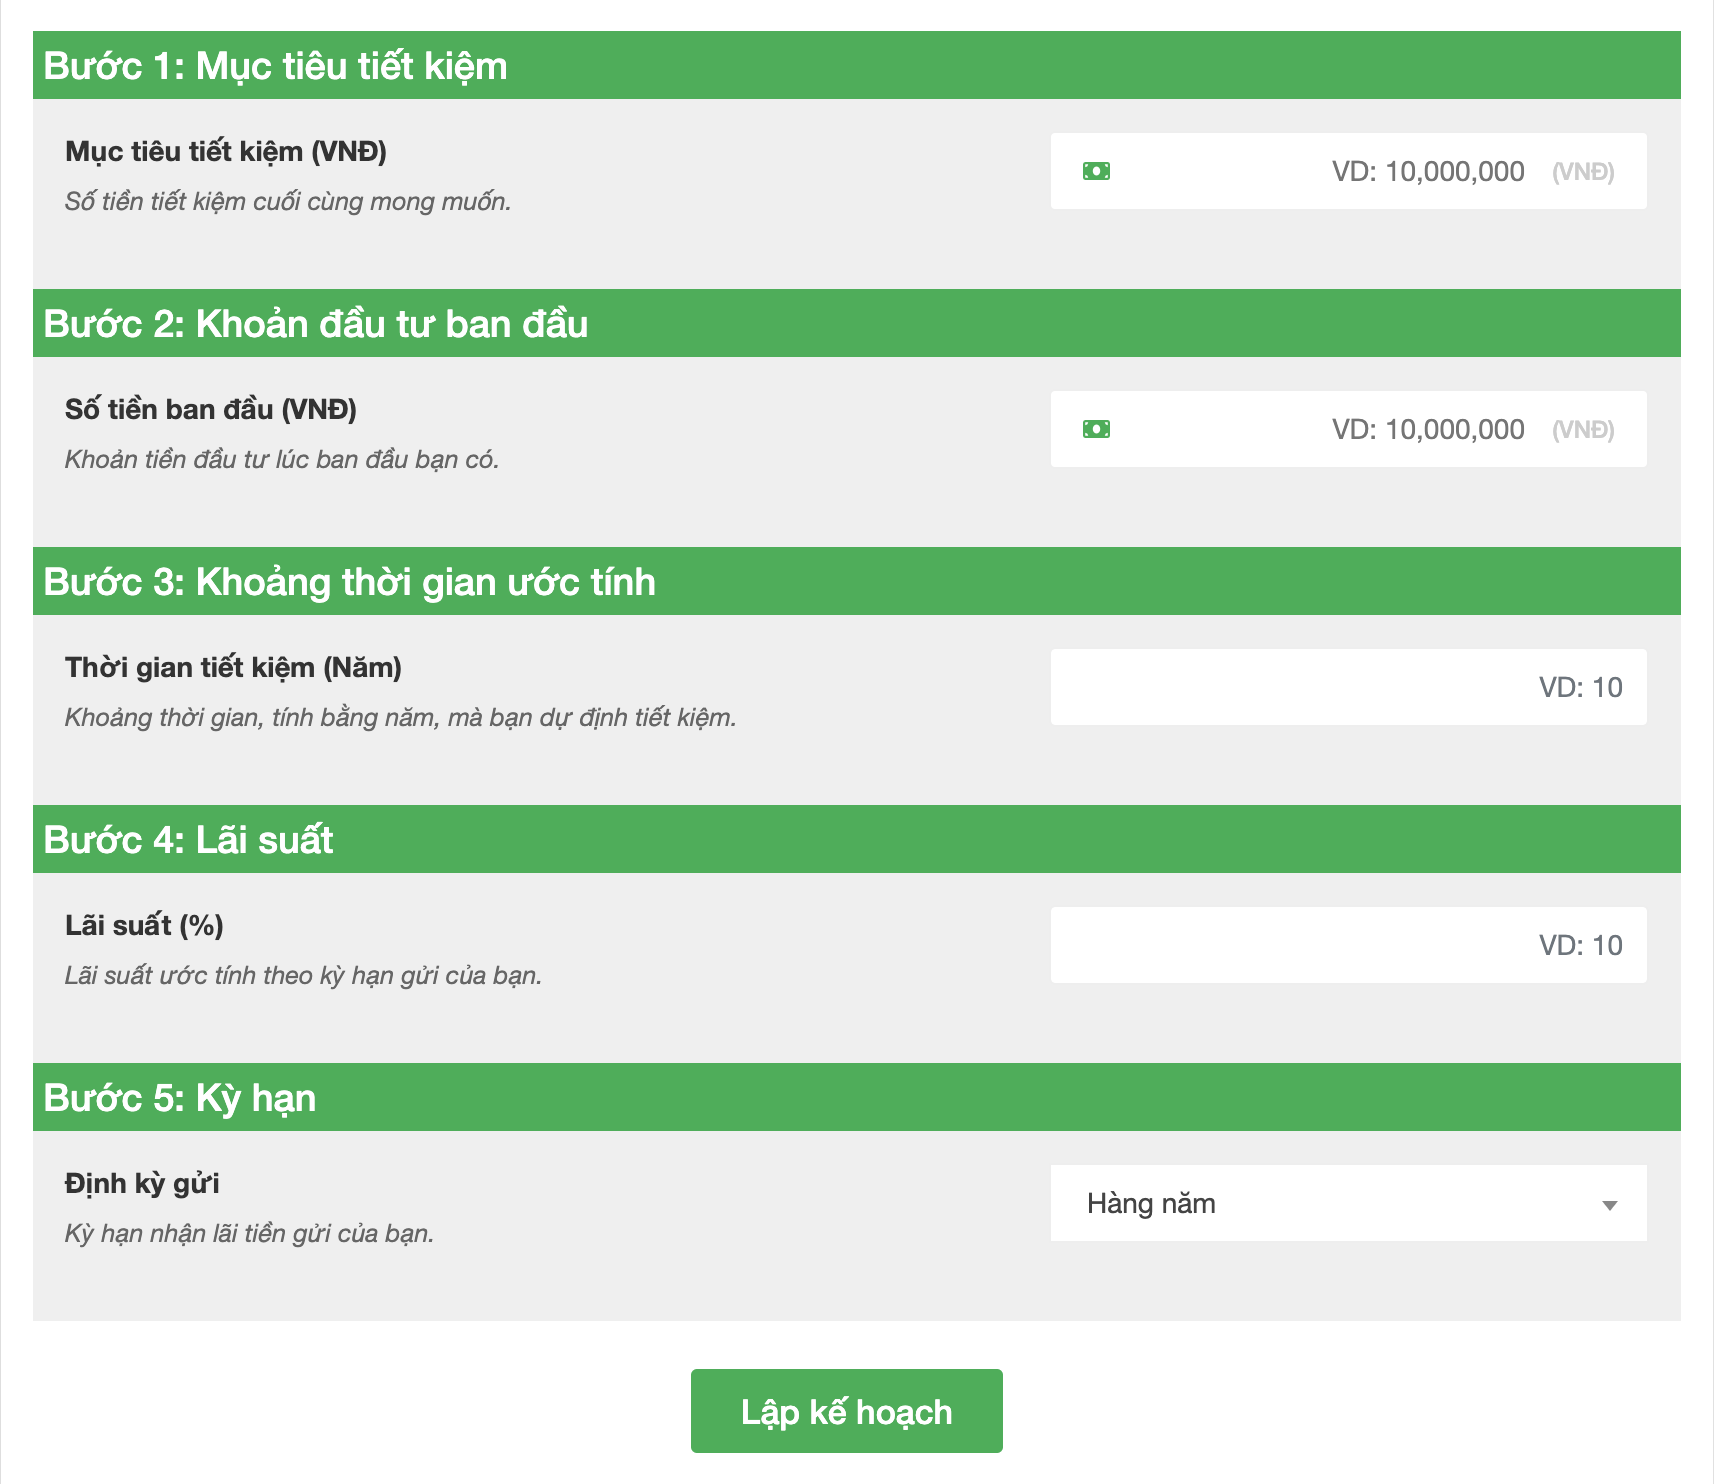 Bước 1: Mục tiêu tiết kiệm
Mục tiêu tiết kiệm (VNĐ)
VD: 10,000,000 (VNĐ)
Số tiền tiết kiệm cuối cùng mong muốn.
Bước 2: Khoản đầu tư ban đầu
Số tiền ban đầu (VNĐ)
VD: 10,000,000 (VNĐ)
Khoản tiền đầu tư lúc ban đầu bạn có.
Bước 3: Khoảng thời gian ước tính
Thời gian tiết kiệm (Năm)
VD: 10
Khoảng thời gian, tính bằng năm, mà bạn dự định tiết kiệm.
Bước 4: Lãi suất
Lãi suất (%)
VD: 10
Lãi suất ước tính theo kỳ hạn gửi của bạn.
Bước 5: Kỳ hạn
Định kỳ gửi
Hàng năm
Kỳ hạn nhận lãi tiền gửi của bạn.
Lập kế hoạch